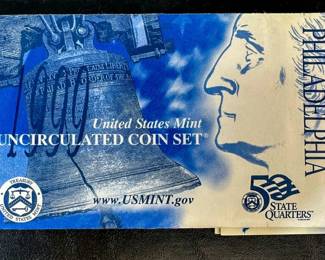 1999
United States Mint
UNCIRCULATED COIN SET®
www.USMINT.gov
PHILADELPHIA
50
STATE
QUARTERS